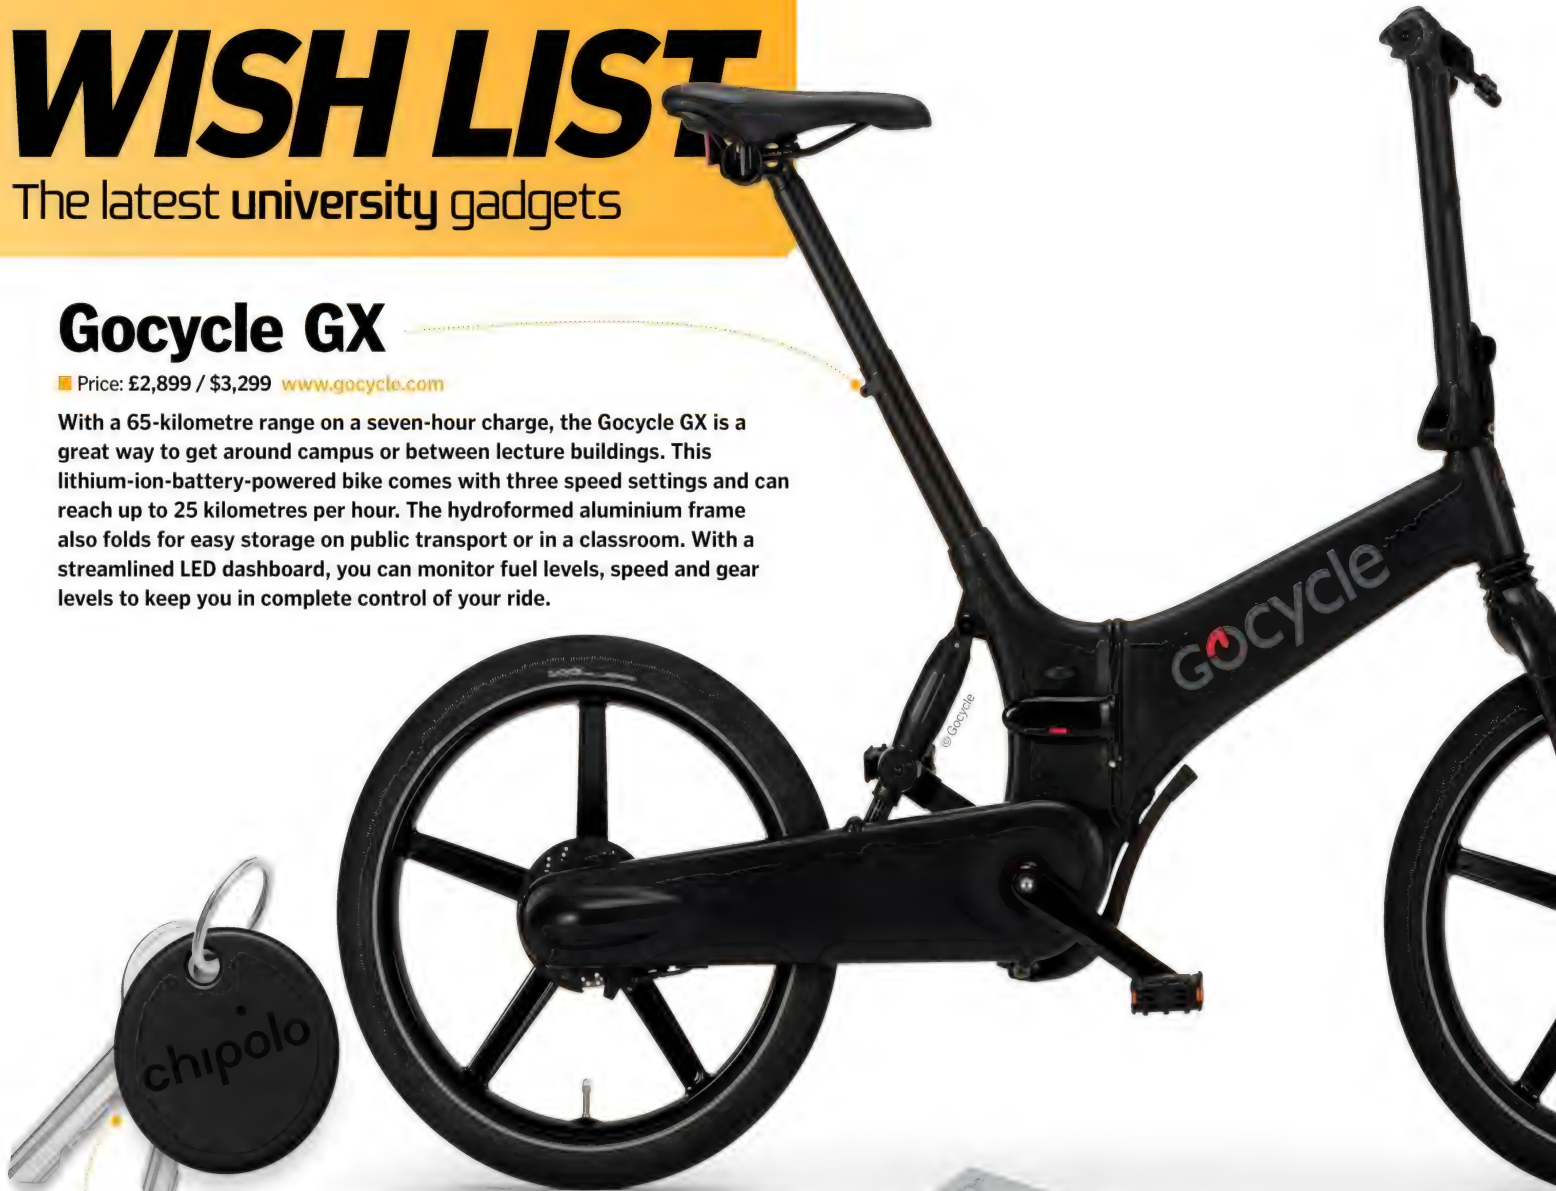 WISH LIST
The latest university gadgets
Gocycle GX
Price: £2,899 / $3,299 www.gocycle.com
With a 65-kilometre range on a seven-hour charge, the Gocycle GX is a
great way to get around campus or between lecture buildings. This
lithium-ion-battery-powered bike comes with three speed settings and can
reach up to 25 kilometres per hour. The hydroformed aluminium frame
also folds for easy storage on public transport or in a classroom. With a
streamlined LED dashboard, you can monitor fuel levels, speed and gear
levels to keep you in complete control of your ride.
Gocycle
© Gocycle
chipolo